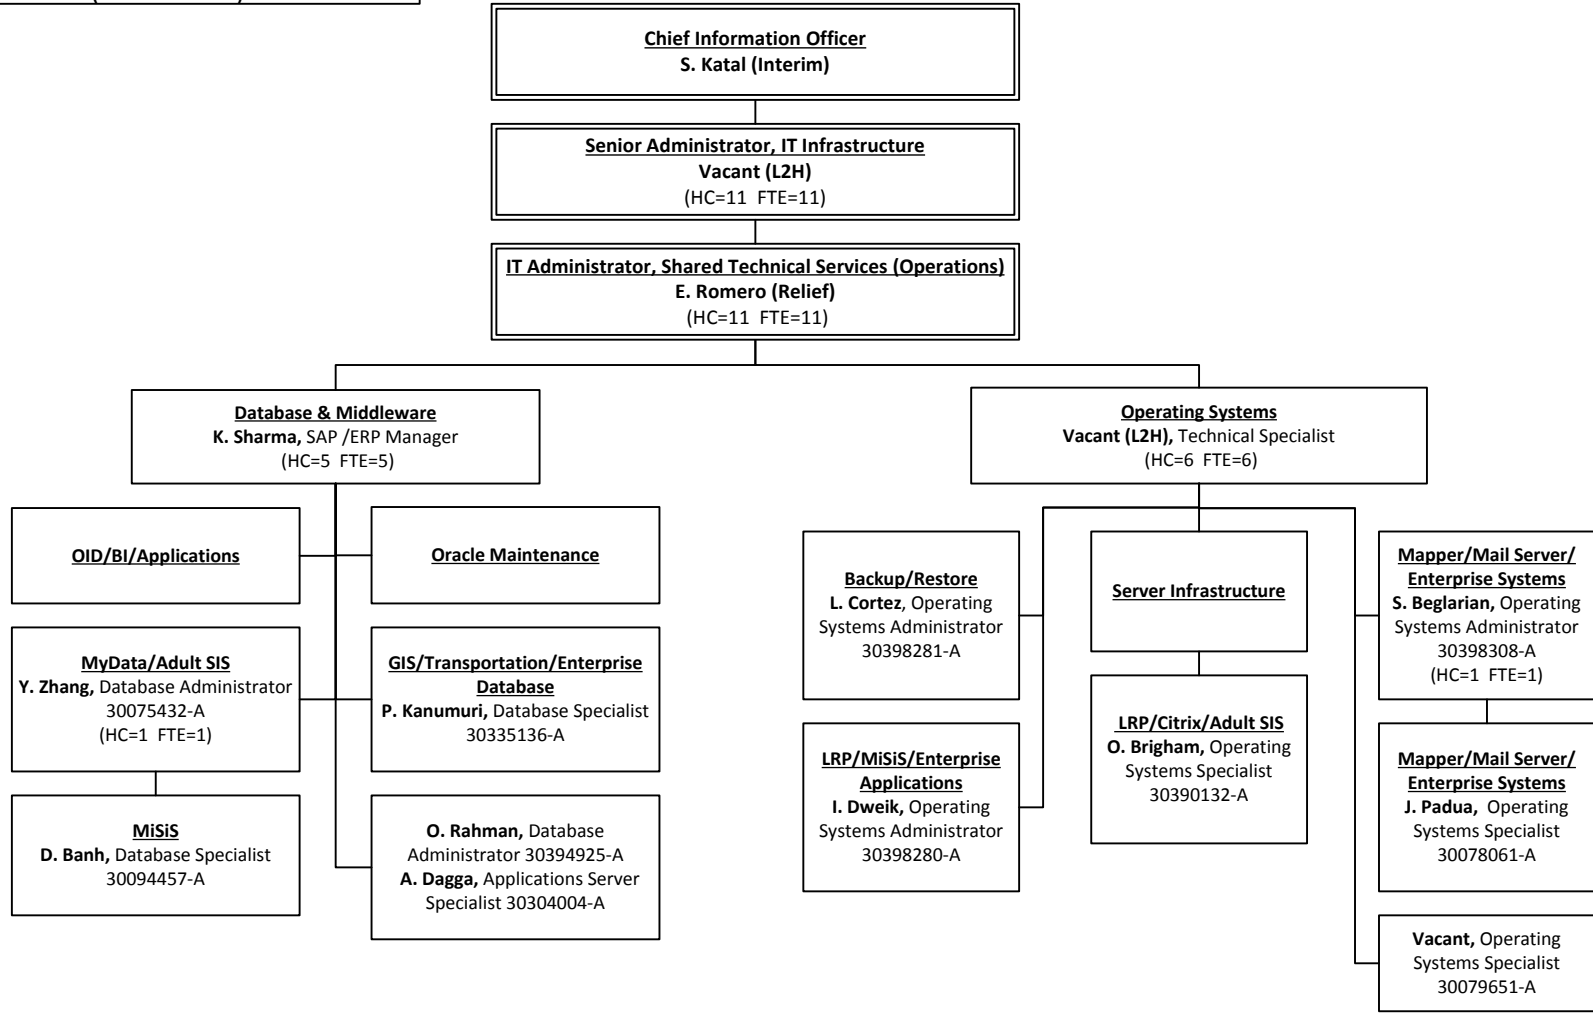 Chief Information Officer
S. Katal (Interim)
Senior Administrator, IT Infrastructure
Vacant (L2H)
(HC=11 FTE=11)
IT Administrator, Shared Technical Services (Operations)
E. Romero (Relief)
(HC=11 FTE=11)
Database & Middleware
K. Sharma, SAP /ERP Manager
(HC=5 FTE=5)
OID/BI/Applications
Oracle Maintenance
MyData/Adult SIS
Y. Zhang, Database Administrator
30075432-A
(HC=1 FTE=1)
GIS/Transportation/Enterprise
Database
P. Kanumuri, Database Specialist
30335136-A
MiSiS
D. Banh, Database Specialist
30094457-A
O. Rahman, Database
Administrator 30394925-A
A. Dagga, Applications Server
Specialist 30304004-A
Operating Systems
Vacant (L2H), Technical Specialist
(HC=6 FTE=6)
Backup/Restore
L. Cortez, Operating
Systems Administrator
30398281-A
LRP/MiSiS/Enterprise
Applications
I. Dweik, Operating
Systems Administrator
30398280-A
Server Infrastructure
LRP/Citrix/Adult SIS
O. Brigham, Operating
Systems Specialist
30390132-A
Mapper/Mail Server/
Enterprise Systems
S. Beglarian, Operating
Systems Administrator
30398308-A
(HC=1 FTE=1)
Mapper/Mail Server/
Enterprise Systems
J. Padua, Operating
Systems Specialist
30078061-A
Vacant, Operating
Systems Specialist
30079651-A